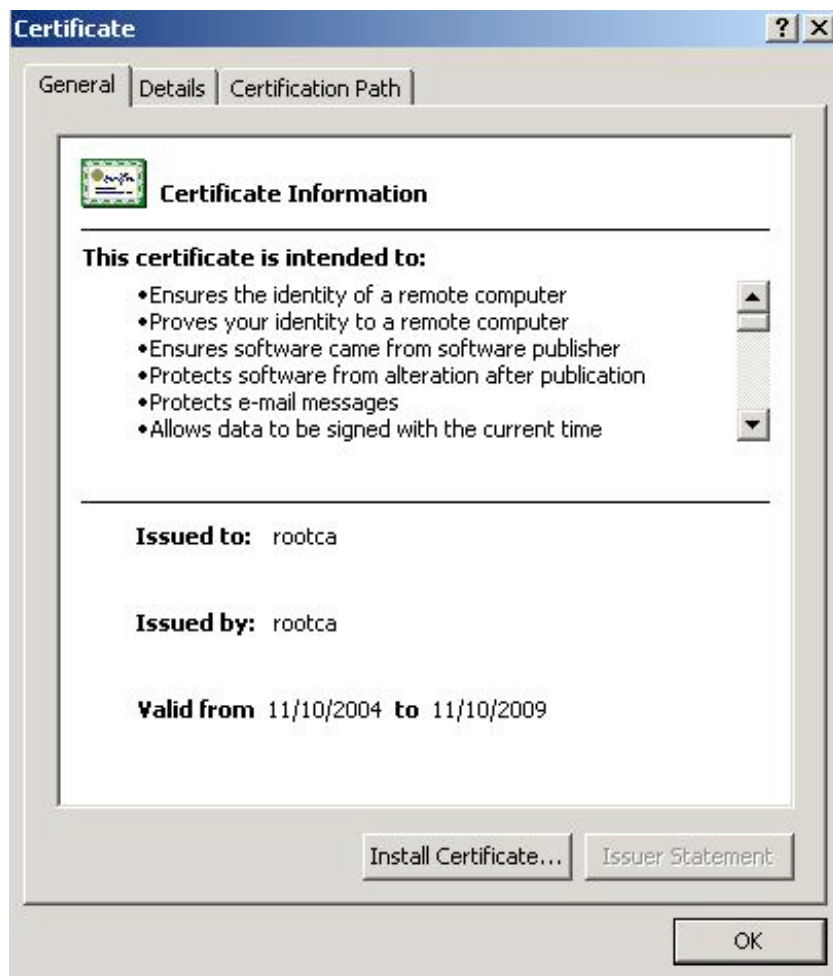 Certificate
General Details Certification Path
Certificate Information
This certificate is intended to:
•Ensures the identity of a remote computer
•Proves your identity to a remote computer
•Ensures software came from software publisher
•Protects software from alteration after publication
•Protects e-mail messages
•Allows data to be signed with the current time
Issued to: rootca
Issued by: rootca
Valid from 11/10/2004 to 11/10/2009
Install Certificate... Issuer Statement
OK